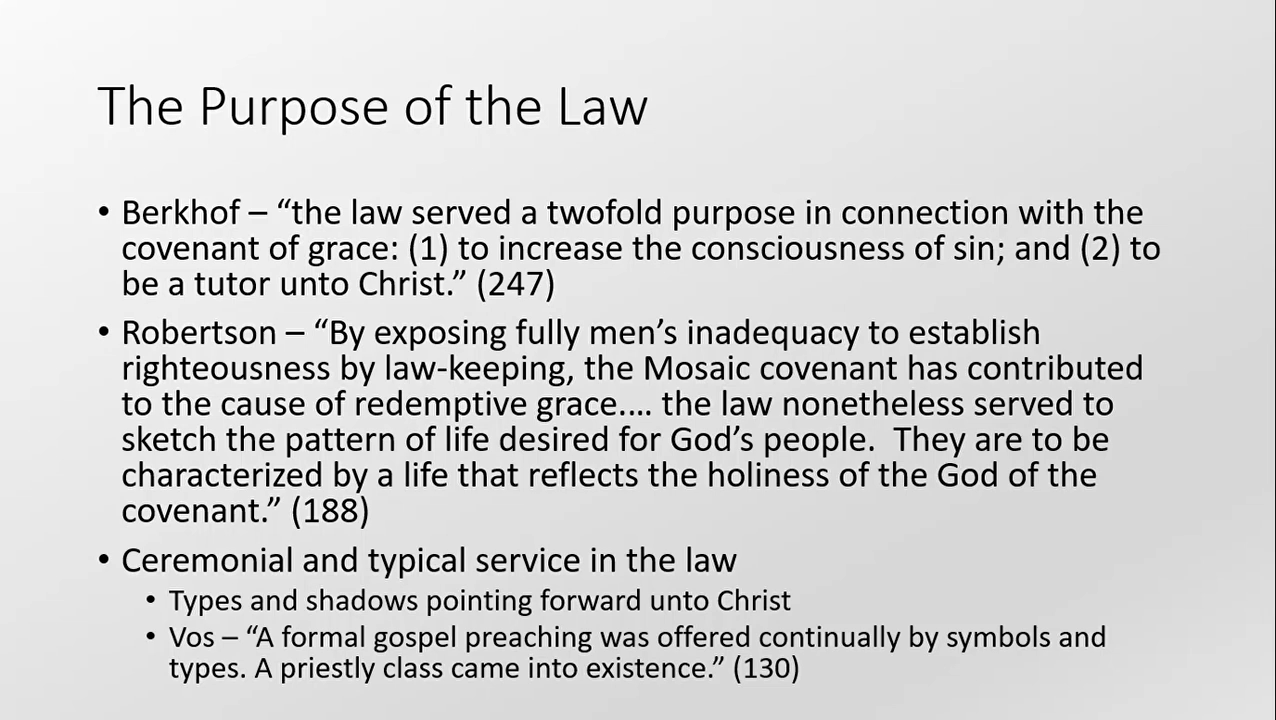 The Purpose of the Law
• Berkhof – “the law served a twofold purpose in connection with the
covenant of grace: (1) to increase the consciousness of sin; and (2) to
be a tutor unto Christ.” (247)
• Robertson – “By exposing fully men’s inadequacy to establish
righteousness by law-keeping, the Mosaic covenant has contributed
to the cause of redemptive grace.… the law nonetheless served to
sketch the pattern of life desired for God’s people.  They are to be
characterized by a life that reflects the holiness of the God of the
covenant.” (188)
• Ceremonial and typical service in the law
• Types and shadows pointing forward unto Christ
• Vos – “A formal gospel preaching was offered continually by symbols and
types. A priestly class came into existence.” (130)